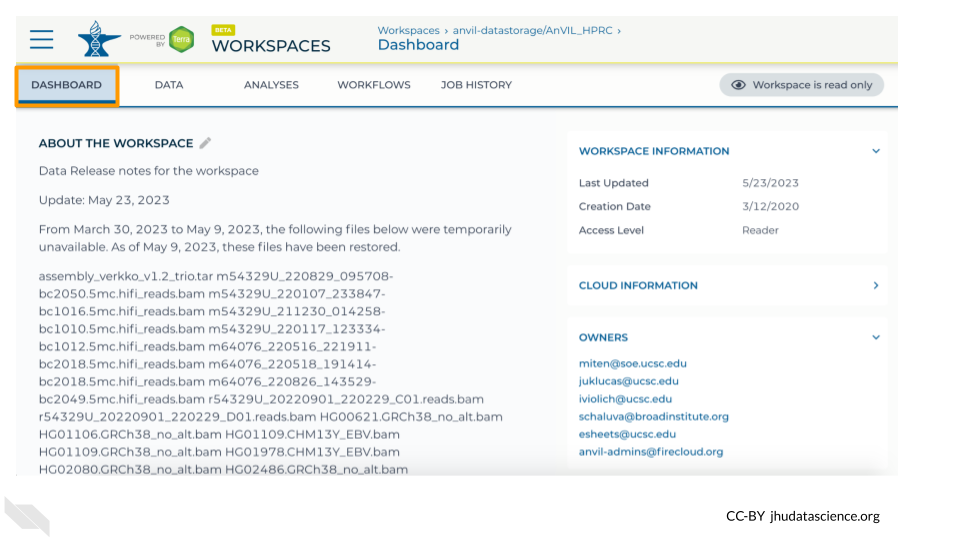 POWERED BY Terra
BETA
WORKSPACES
Workspaces › anvil-datastorage/AnVIL_HPRC ›
Dashboard
DASHBOARD DATA ANALYSES WORKFLOWS JOB HISTORY Workspace is read only
ABOUT THE WORKSPACE
Data Release notes for the workspace
Update: May 23, 2023
From March 30, 2023 to May 9, 2023, the following files below were temporarily
unavailable. As of May 9, 2023, these files have been restored.
assembly_verkko_v1.2_trio.tar m54329U_220829_095708-
bc2050.5mc.hifi_reads.bam m54329U_220107_233847-
bc1016.5mc.hifi_reads.bam m54329U_211230_014258-
bc1010.5mc.hifi_reads.bam m54329U_220117_123334-
bc1012.5mc.hifi_reads.bam m64076_220516_221911-
bc2018.5mc.hifi_reads.bam m64076_220518_191414-
bc2018.5mc.hifi_reads.bam m64076_220826_143529-
bc2049.5mc.hifi_reads.bam r54329U_20220901_220229_C01.reads.bam
r54329U_20220901_220229_D01.reads.bam HG00621.GRCh38_no_alt.bam
HG01106.GRCh38_no_alt.bam HG01109.CHM13Y_EBV.bam
HG01109.GRCh38_no_alt.bam HG01978.CHM13Y_EBV.bam
HG02080.GRCh38_no_alt.bam HG02486.GRCh38_no_alt.bam
WORKSPACE INFORMATION
Last Updated 5/23/2023
Creation Date 3/12/2020
Access Level Reader
CLOUD INFORMATION
OWNERS
miten@soe.ucsc.edu
juklucas@ucsc.edu
iviolich@ucsc.edu
schaluva@broadinstitute.org
esheets@ucsc.edu
anvil-admins@firecloud.org
CC-BY jhudatascience.org